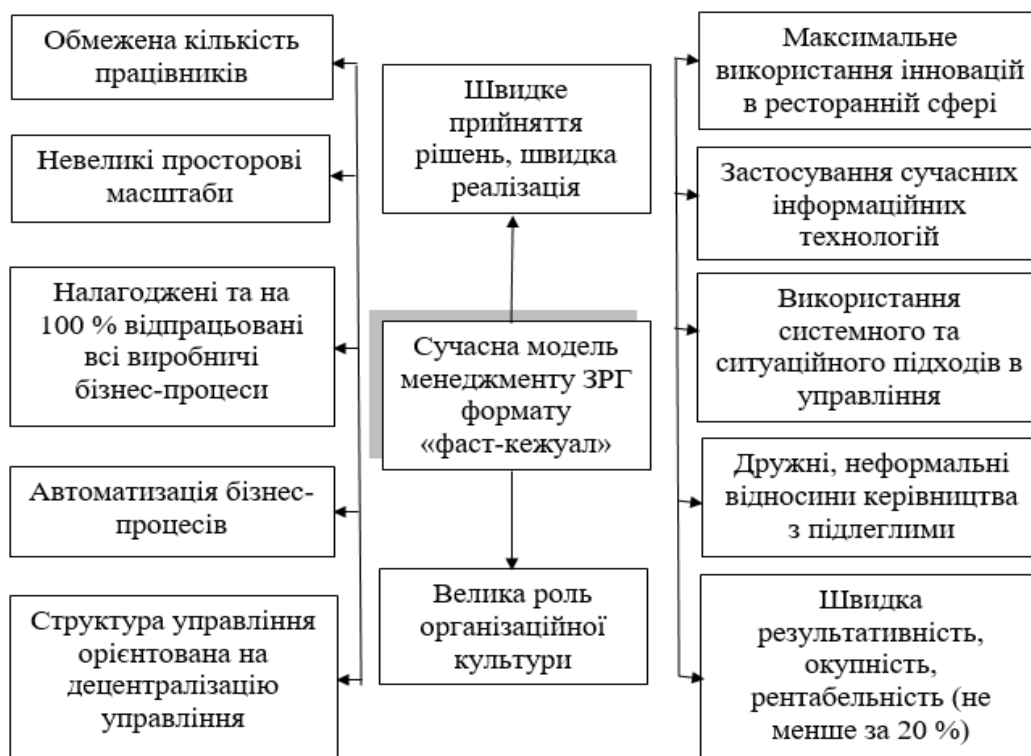 Обмежена кількість
працівників
Невеликі просторові
масштаби
Налагоджені та на
100 % відпрацьовані
всі виробничі
бізнес-процеси
Автоматизація бізнес-
процесів
Структура управління
орієнтована на
децентралізацію
управління
Швидке
прийняття
рішень, швидка
реалізація
Сучасна модель
менеджменту ЗРГ
формату
«фаст-кежуал»
Велика роль
організаційної
культури
Максимальне
використання інновацій
в ресторанній сфері
Застосування сучасних
інформаційних
технологій
Використання
системного та
ситуаційного підходів в
управління
Дружні, неформальні
відносини керівництва
з підлеглими
Швидка
результативність,
окупність,
рентабельність (не
менше за 20 %)